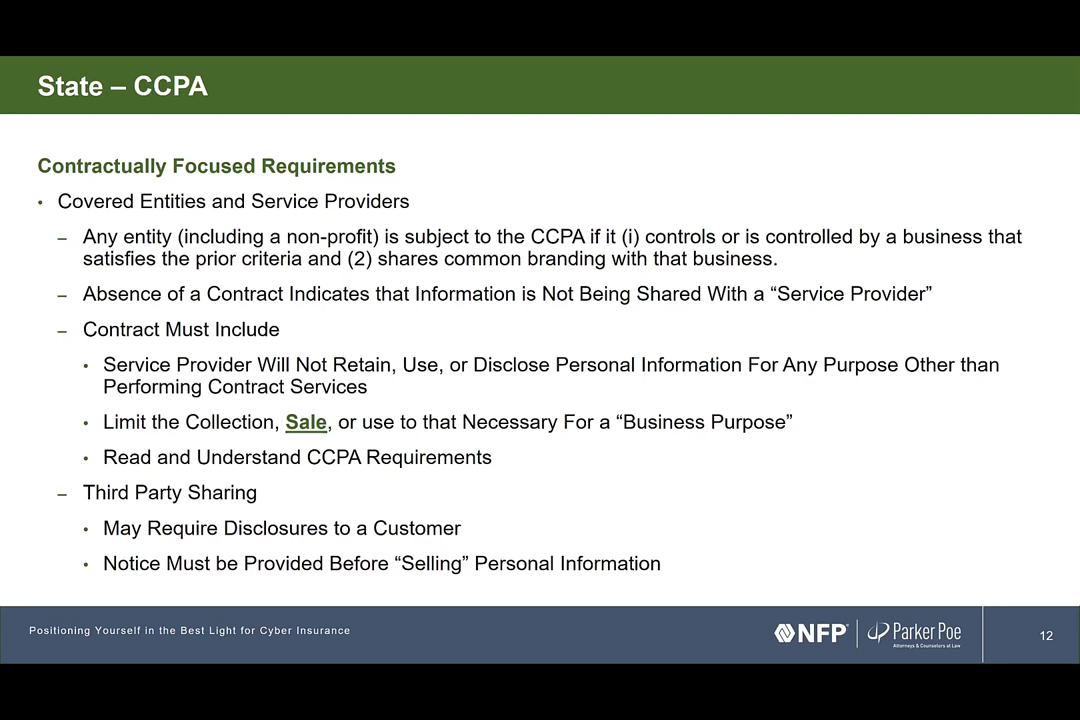 State – CCPA
Contractually Focused Requirements
• Covered Entities and Service Providers
– Any entity (including a non-profit) is subject to the CCPA if it (i) controls or is controlled by a business that
satisfies the prior criteria and (2) shares common branding with that business.
– Absence of a Contract Indicates that Information is Not Being Shared With a “Service Provider”
– Contract Must Include
• Service Provider Will Not Retain, Use, or Disclose Personal Information For Any Purpose Other than
Performing Contract Services
• Limit the Collection, Sale, or use to that Necessary For a “Business Purpose”
• Read and Understand CCPA Requirements
– Third Party Sharing
• May Require Disclosures to a Customer
• Notice Must be Provided Before “Selling” Personal Information
Positioning Yourself in the Best Light for Cyber Insurance
NFP
Parker Poe
Attorneys & Counselors at Law
12